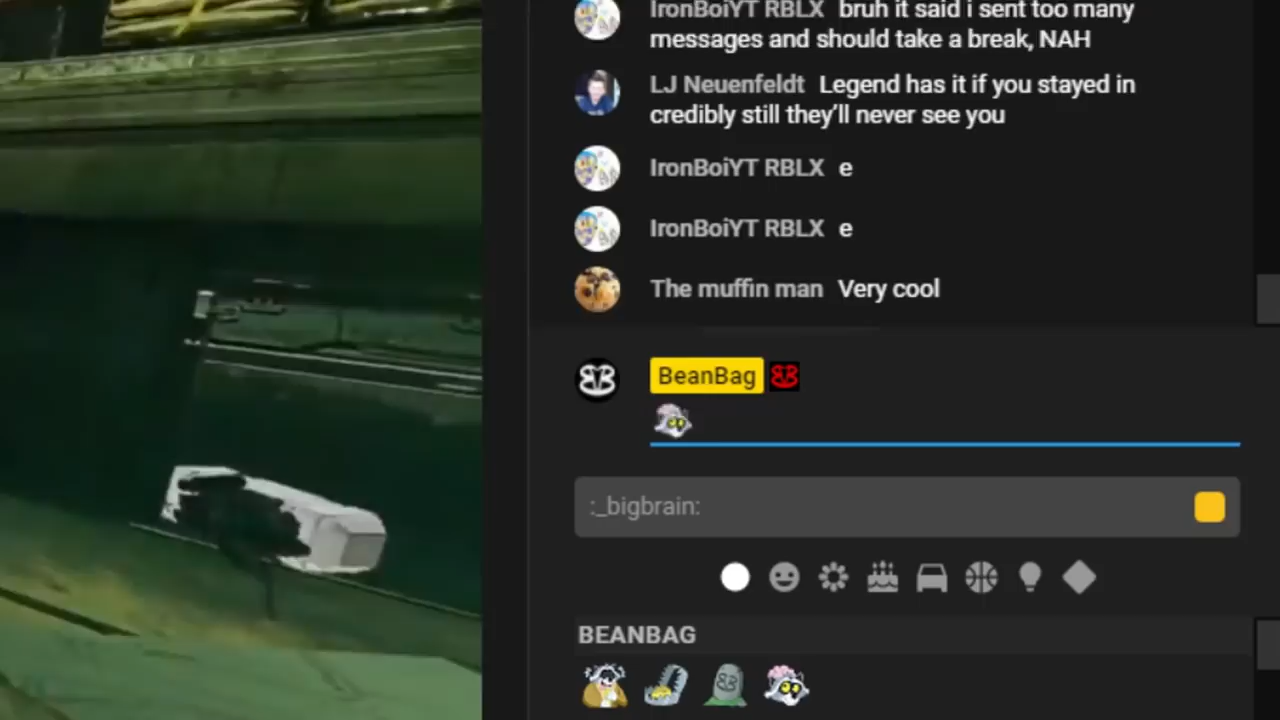 IronBoiYT RBLX bruh it said i sent too many
messages and should take a break, NAH
LJ Neuenfeldt Legend has it if you stayed in
credibly still they'll never see you
IronBoiYT RBLX e
IronBoiYT RBLX e
The muffin man Very cool
BeanBag
:_bigbrain:
BEANBAG